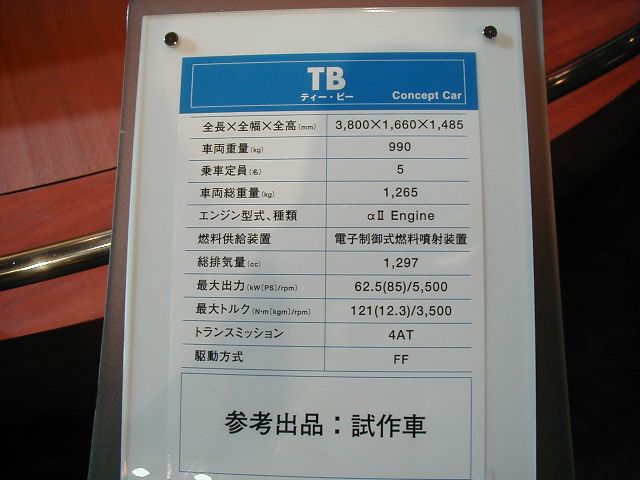 TB
ティー・ビー
Concept Car
全長×全幅×全高(mm) 3,800×1,660×1,485
車両重量(kg) 990
乗車定員(名) 5
車両総重量(kg) 1,265
エンジン型式、種類 αⅡ Engine
燃料供給装置 電子制御式燃料噴射装置
総排気量(cc) 1,297
最大出力(kW[PS]/rpm) 62.5(85)/5,500
最大トルク(N・m[kgm]/rpm) 121(12.3)/3,500
トランスミッション 4AT
駆動方式 FF
参考出品：試作車